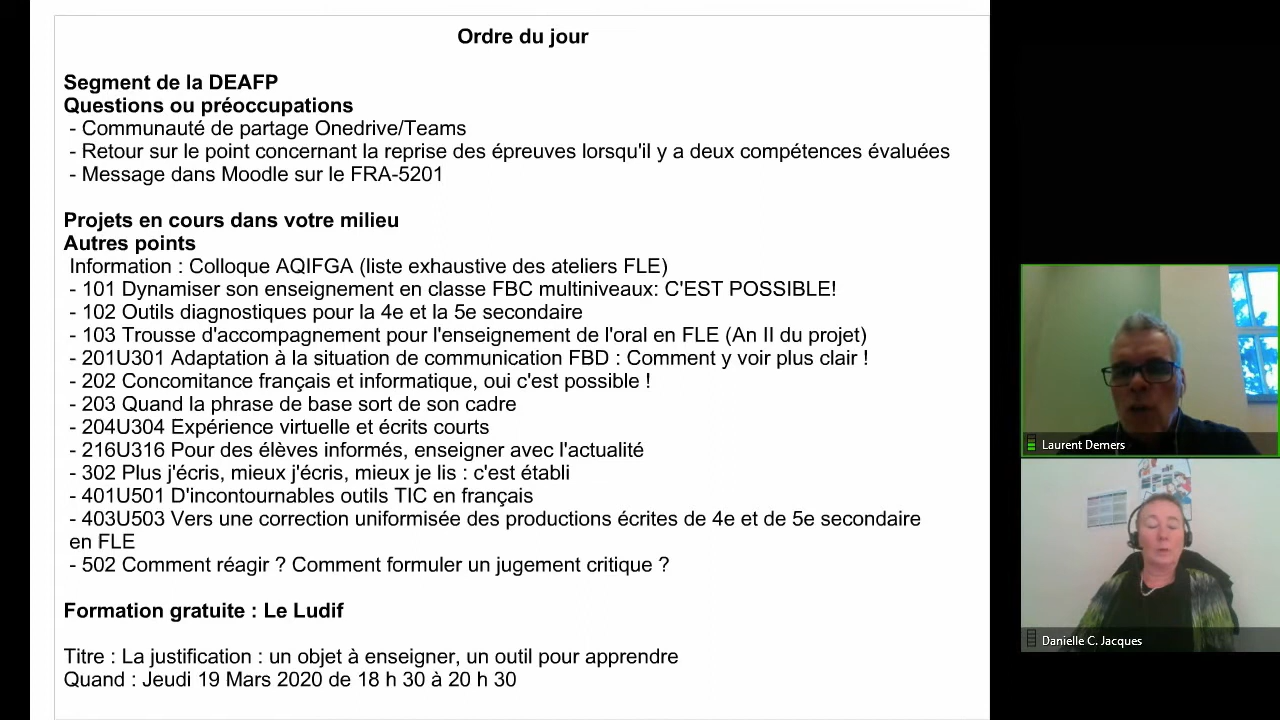 Ordre du jour
Segment de la DEAFP
Questions ou préoccupations
- Communauté de partage Onedrive/Teams
- Retour sur le point concernant la reprise des épreuves lorsqu'il y a deux compétences évaluées
- Message dans Moodle sur le FRA-5201
Projets en cours dans votre milieu
Autres points
Information : Colloque AQIFGA (liste exhaustive des ateliers FLE)
- 101 Dynamiser son enseignement en classe FBC multiniveaux: C'EST POSSIBLE!
- 102 Outils diagnostiques pour la 4e et la 5e secondaire
- 103 Trousse d'accompagnement pour l'enseignement de l'oral en FLE (An II du projet)
- 201U301 Adaptation à la situation de communication FBD : Comment y voir plus clair !
- 202 Concomitance français et informatique, oui c'est possible !
- 203 Quand la phrase de base sort de son cadre
- 204U304 Expérience virtuelle et écrits courts
- 216U316 Pour des élèves informés, enseigner avec l'actualité
- 302 Plus j'écris, mieux j'écris, mieux je lis : c'est établi
- 401U501 D'incontournables outils TIC en français
- 403U503 Vers une correction uniformisée des productions écrites de 4e et de 5e secondaire
en FLE
- 502 Comment réagir ? Comment formuler un jugement critique ?
Formation gratuite : Le Ludif
Titre : La justification : un objet à enseigner, un outil pour apprendre
Quand : Jeudi 19 Mars 2020 de 18 h 30 à 20 h 30
Laurent Demers
Danielle C. Jacques